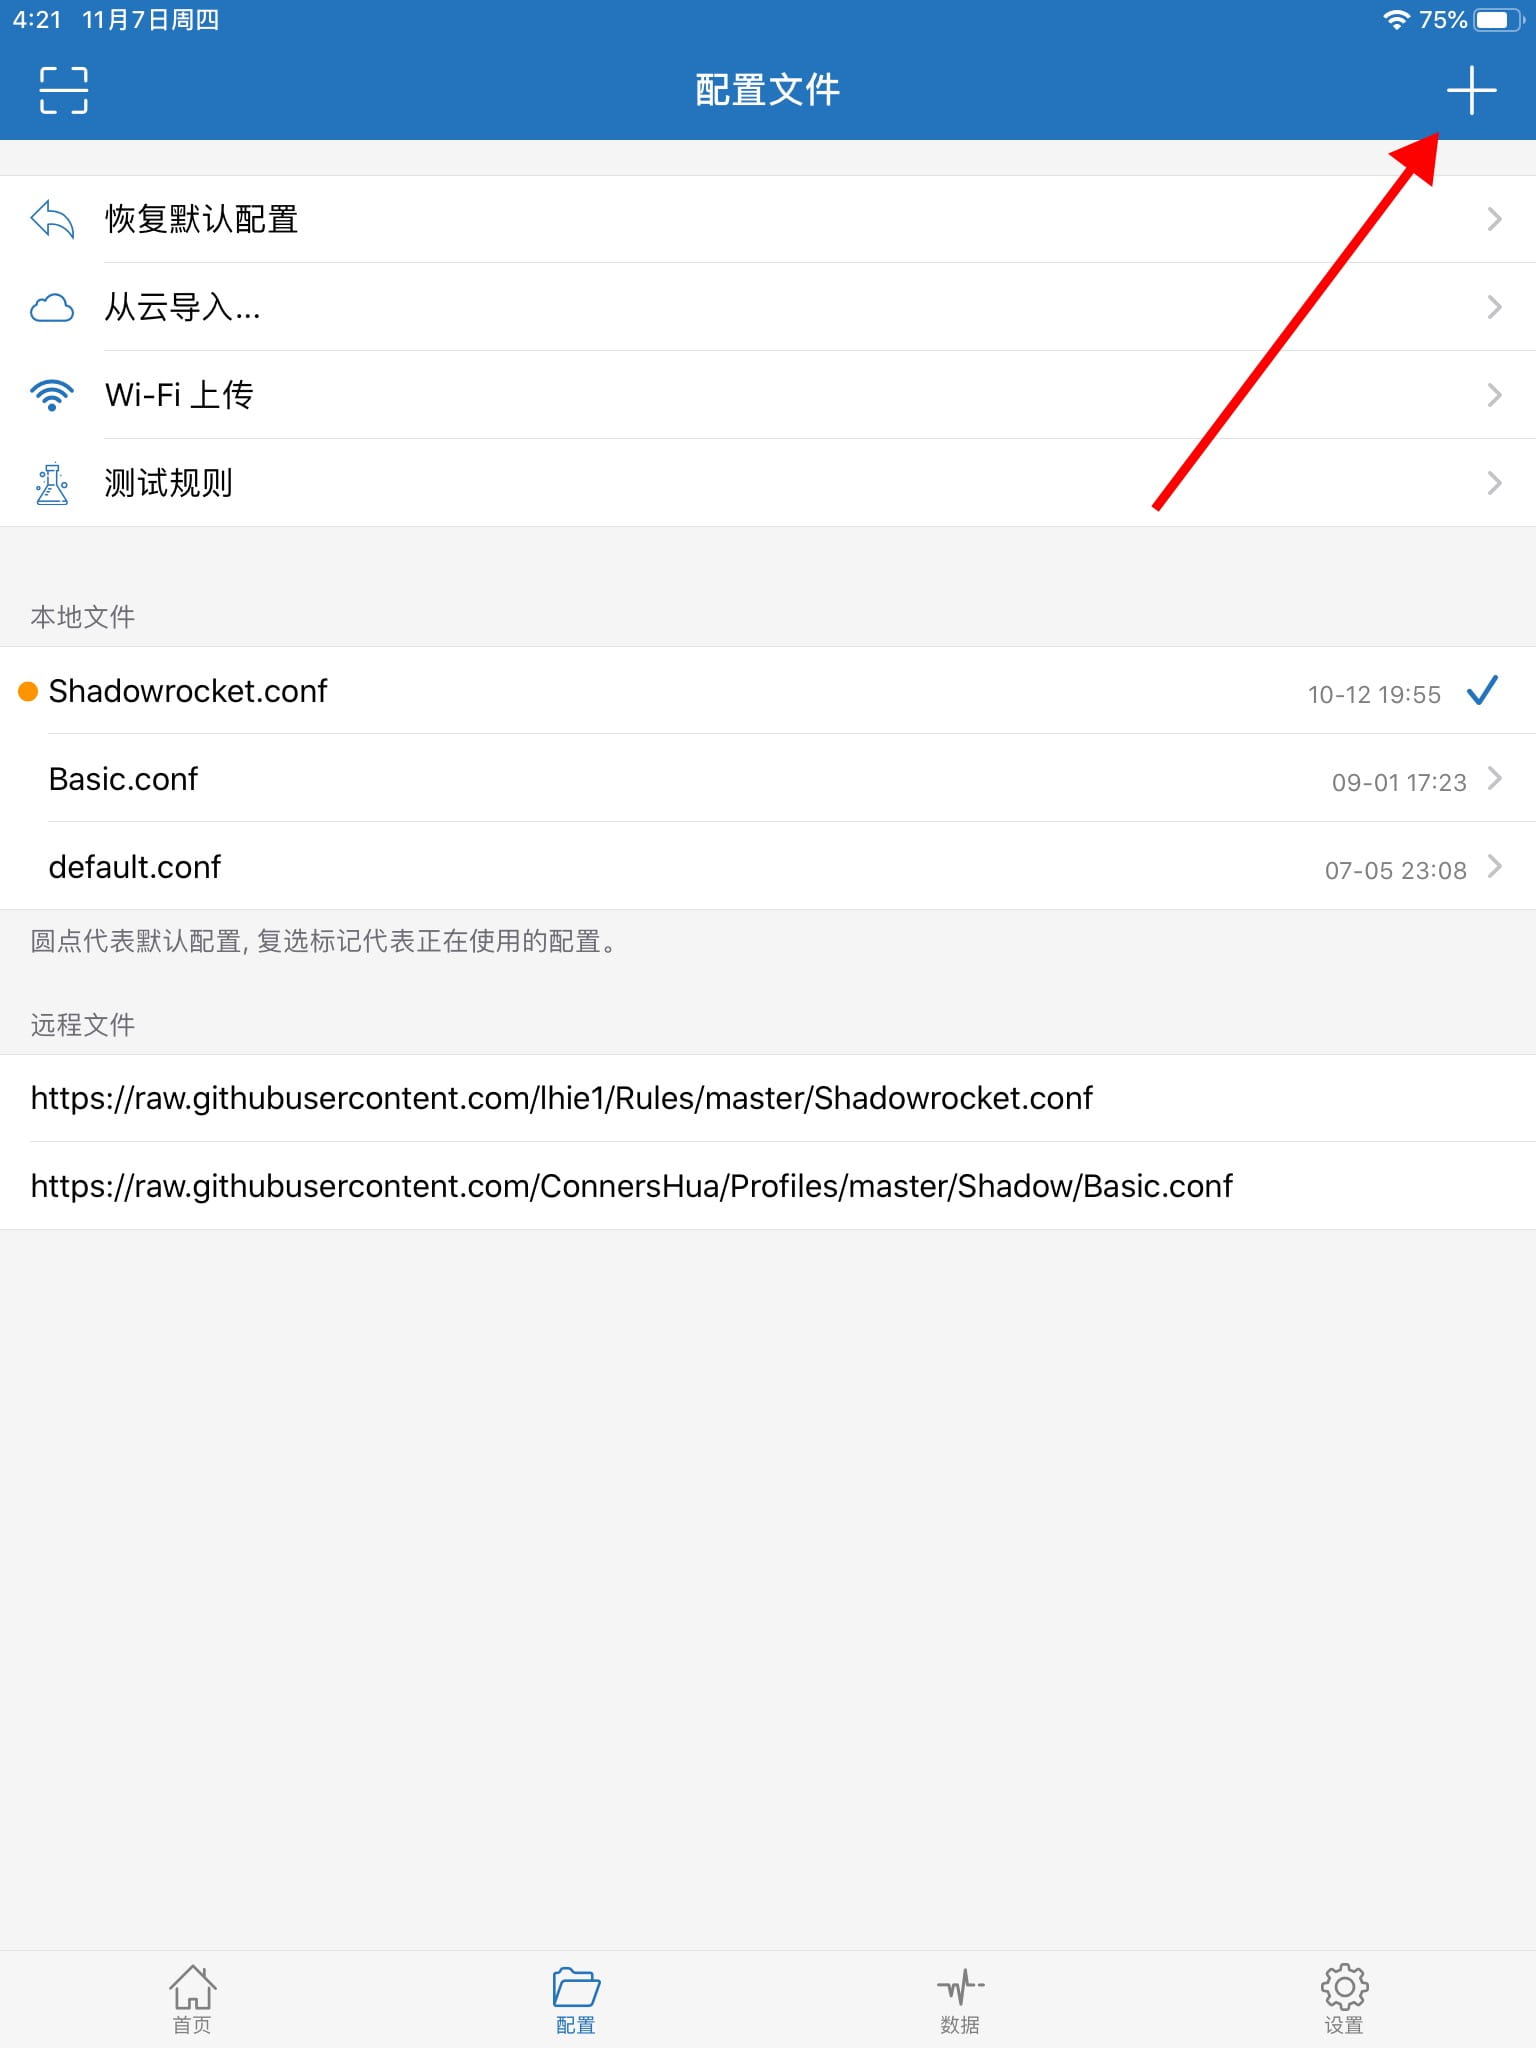 4:21 11月7日周四 75%
配置文件
恢复默认配置
从云导入...
Wi-Fi 上传
测试规则
本地文件
Shadowrocket.conf 10-12 19:55
Basic.conf 09-01 17:23
default.conf 07-05 23:08
圆点代表默认配置, 复选标记代表正在使用的配置。
远程文件
https://raw.githubusercontent.com/lhie1/Rules/master/Shadowrocket.conf
https://raw.githubusercontent.com/ConnersHua/Profiles/master/Shadow/Basic.conf
首页 配置 数据 设置